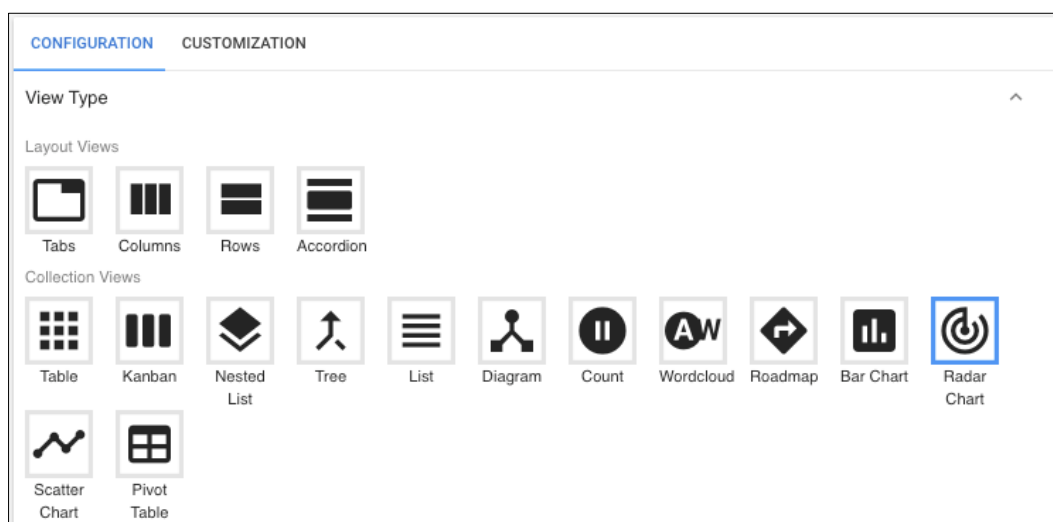 CONFIGURATION CUSTOMIZATION
View Type
Layout Views
Tabs Columns Rows Accordion
Collection Views
AW
Table Kanban Nested Tree List Diagram Count Wordcloud Roadmap Bar Chart Radar
List Chart
Scatter Pivot
Chart Table